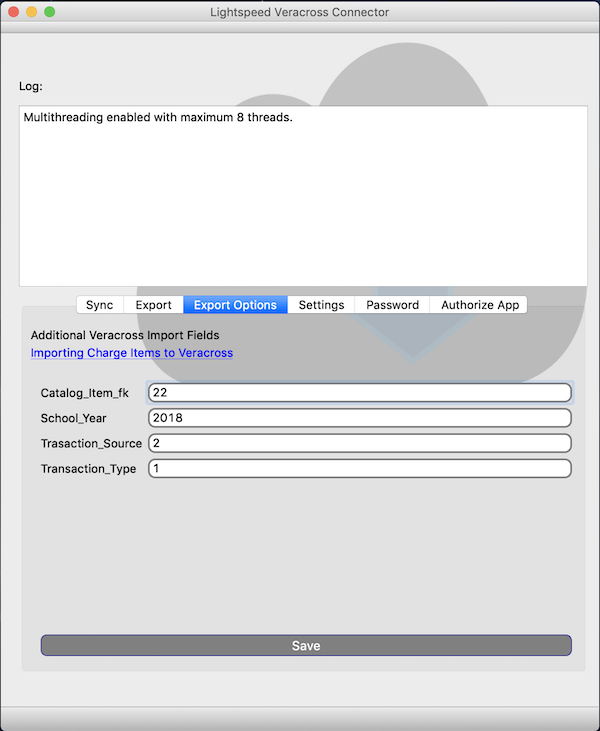 Lightspeed Veracross Connector
Log:
Multithreading enabled with maximum 8 threads.
Sync Export Export Options Settings Password Authorize App
Additional Veracross Import Fields
Importing Charge Items to Veracross
Catalog_Item_fk 22
School_Year 2018
Trasaction_Source 2
Transaction_Type 1
Save